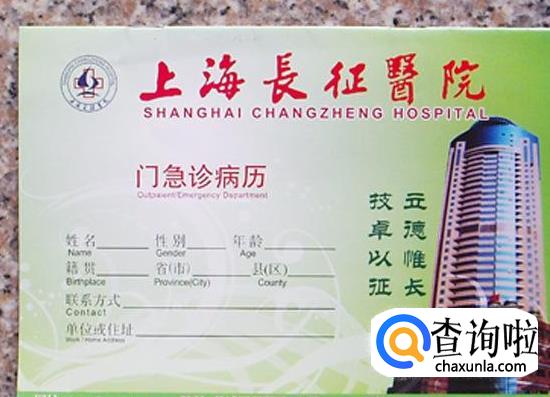 上海長征醫院
SHANGHAI CHANGZHENG HOSPITAL
门急诊病历
Outpaient/Emergency Department
姓名 性别 年龄
Name Gender Age
籍贯 省(市) 县(区)
Birthplace Province(City) County
联系方式
Contact
单位或住址
Work / Home Address
立德惟长
技卓以征
查询啦
chaxunla.com